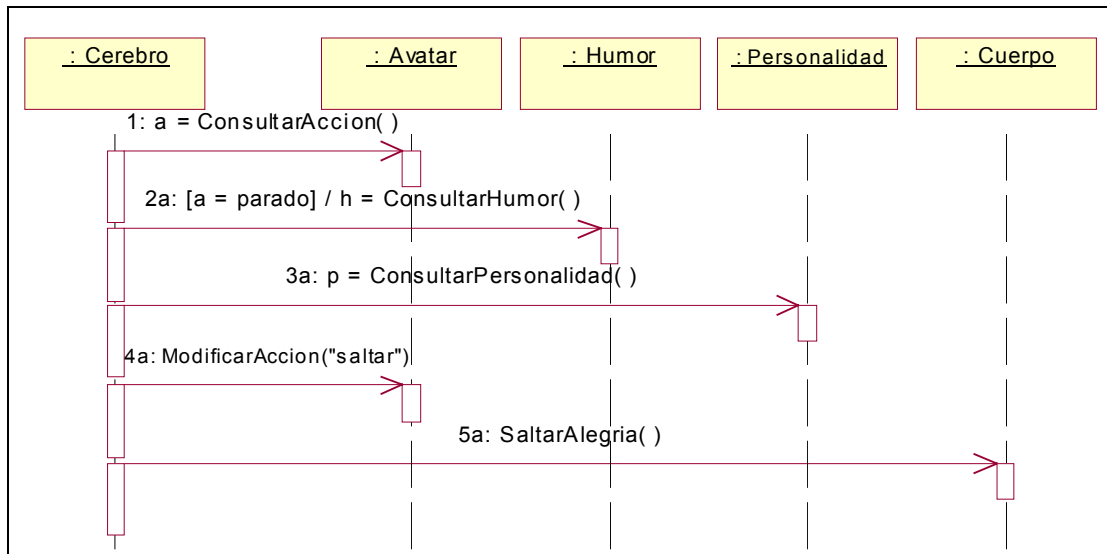 : Cerebro
: Avatar
: Humor
: Personalidad
: Cuerpo
1: a = ConsultarAccion( )
2a: [a = parado] / h = ConsultarHumor( )
3a: p = ConsultarPersonalidad( )
4a: ModificarAccion("saltar")
5a: SaltarAlegria( )